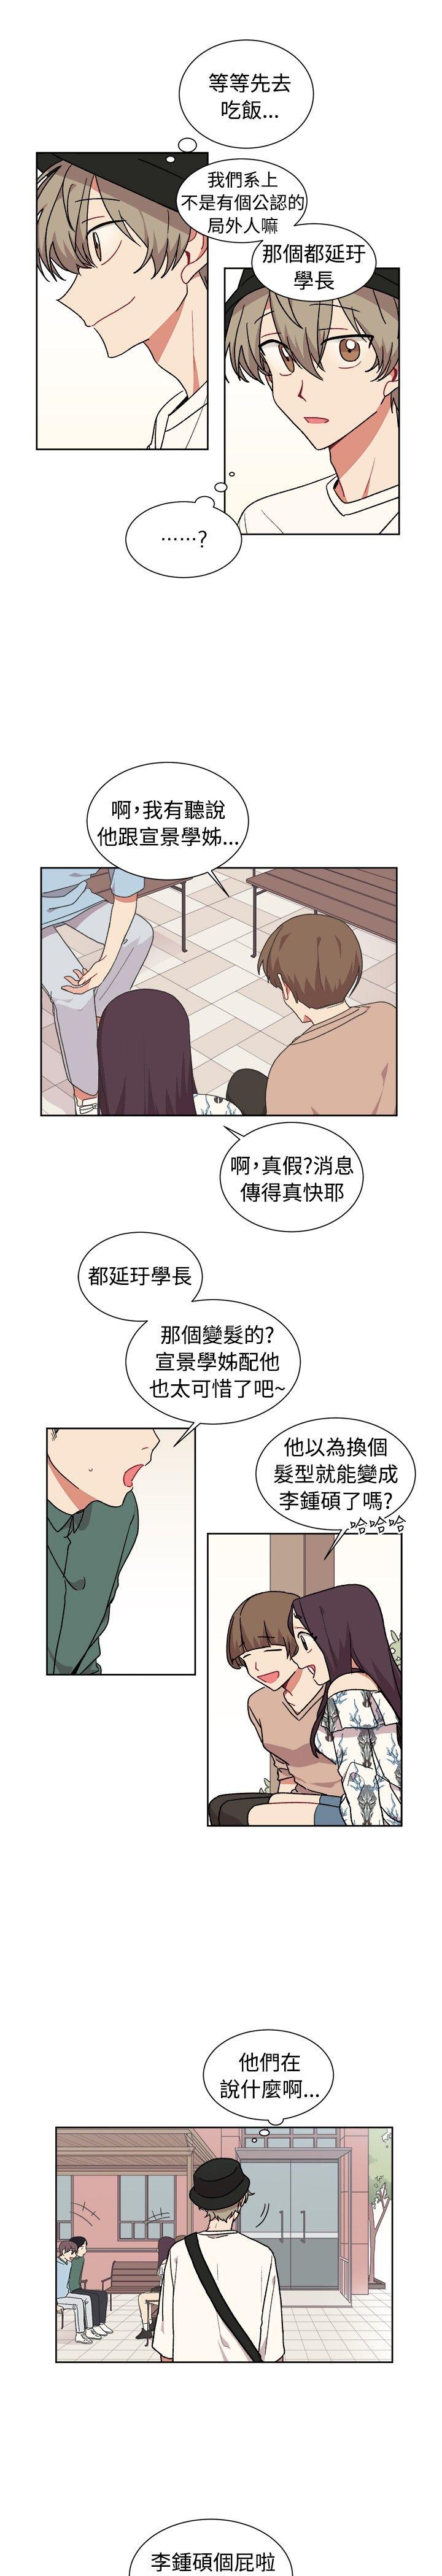 等等先去
吃飯...
我們系上
不是有個公認的
局外人嘛
那個都延玗
學長
……?
啊,我有聽說
他跟宣景學姊...
啊,真假?消息
傳得真快耶
都延玗學長
那個變髮的?
宣景學姊配他
也太可惜了吧~
他以為換個
髮型就能變成
李鍾碩了嗎?
哈哈哈
他們在
說什麼啊...
李鍾碩個屁啦